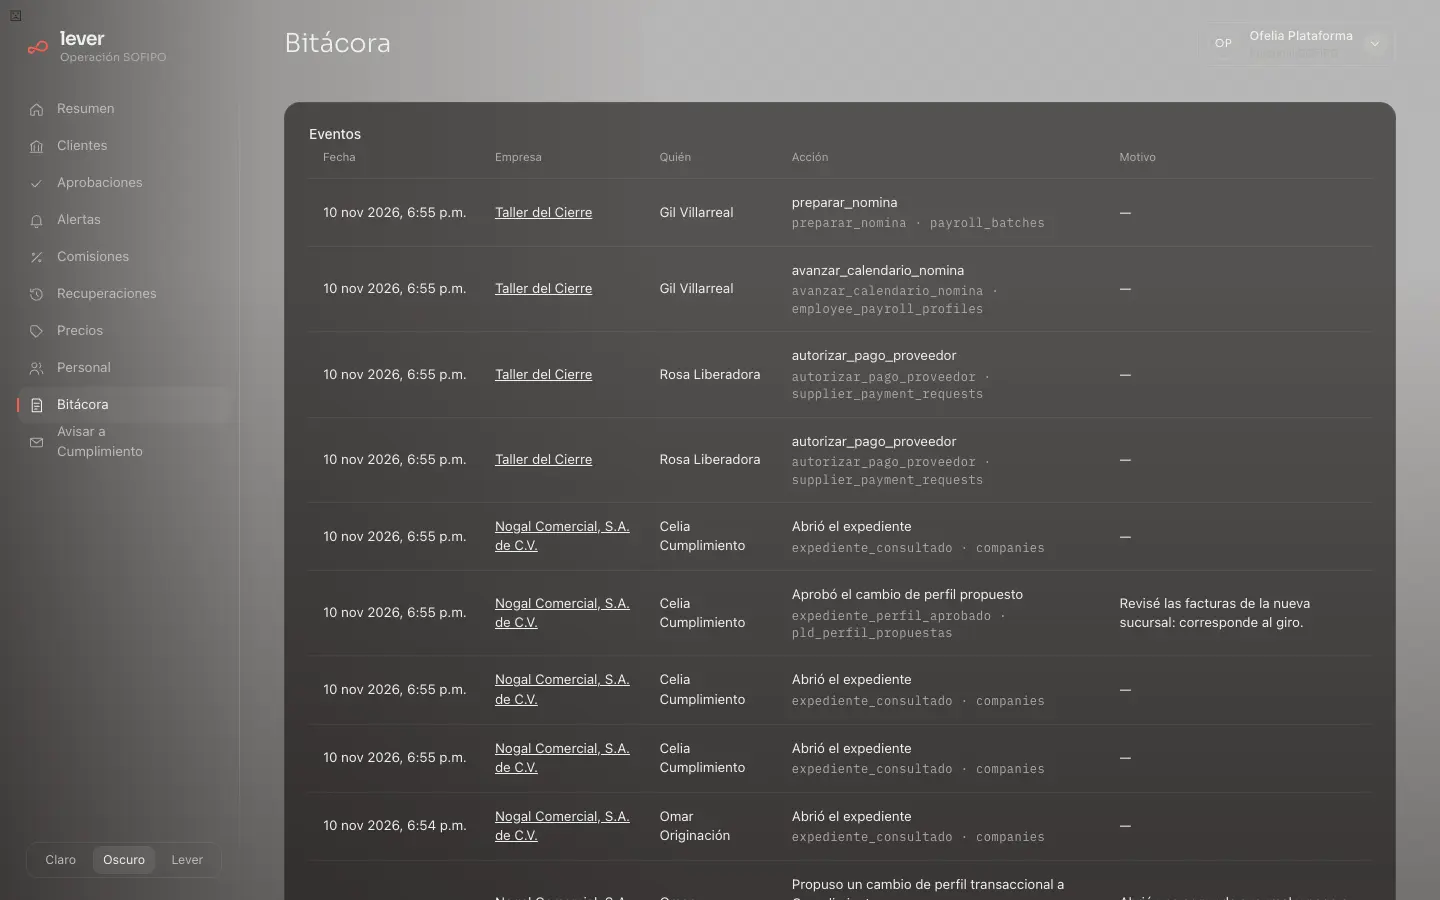 lever
Operación SOFIPO
Bitácora
OP
Ofelia Plataforma
Resumen
Clientes
Aprobaciones
Alertas
Comisiones
Recuperaciones
Precios
Personal
Bitácora
Avisar a
Cumplimiento
Claro
Oscuro
Lever
Eventos
Fecha
Empresa
Quién
Acción
Motivo
10 nov 2026, 6:55 p.m.
Taller del Cierre
Gil Villarreal
preparar_nomina
preparar_nomina · payroll_batches
—
10 nov 2026, 6:55 p.m.
Taller del Cierre
Gil Villarreal
avanzar_calendario_nomina
avanzar_calendario_nomina ·
employee_payroll_profiles
—
10 nov 2026, 6:55 p.m.
Taller del Cierre
Rosa Liberadora
autorizar_pago_proveedor
autorizar_pago_proveedor ·
supplier_payment_requests
—
10 nov 2026, 6:55 p.m.
Taller del Cierre
Rosa Liberadora
autorizar_pago_proveedor
autorizar_pago_proveedor ·
supplier_payment_requests
—
10 nov 2026, 6:55 p.m.
Nogal Comercial, S.A.
de C.V.
Celia
Cumplimiento
Abrió el expediente
expediente_consultado · companies
—
10 nov 2026, 6:55 p.m.
Nogal Comercial, S.A.
de C.V.
Celia
Cumplimiento
Aprobó el cambio de perfil propuesto
expediente_perfil_aprobado ·
pld_perfil_propuestas
Revisé las facturas de la nueva
sucursal: corresponde al giro.
10 nov 2026, 6:55 p.m.
Nogal Comercial, S.A.
de C.V.
Celia
Cumplimiento
Abrió el expediente
expediente_consultado · companies
—
10 nov 2026, 6:55 p.m.
Nogal Comercial, S.A.
de C.V.
Celia
Cumplimiento
Abrió el expediente
expediente_consultado · companies
—
10 nov 2026, 6:54 p.m.
Nogal Comercial, S.A.
de C.V.
Omar
Originación
Abrió el expediente
expediente_consultado · companies
—
Propuso un cambio de perfil transaccional a